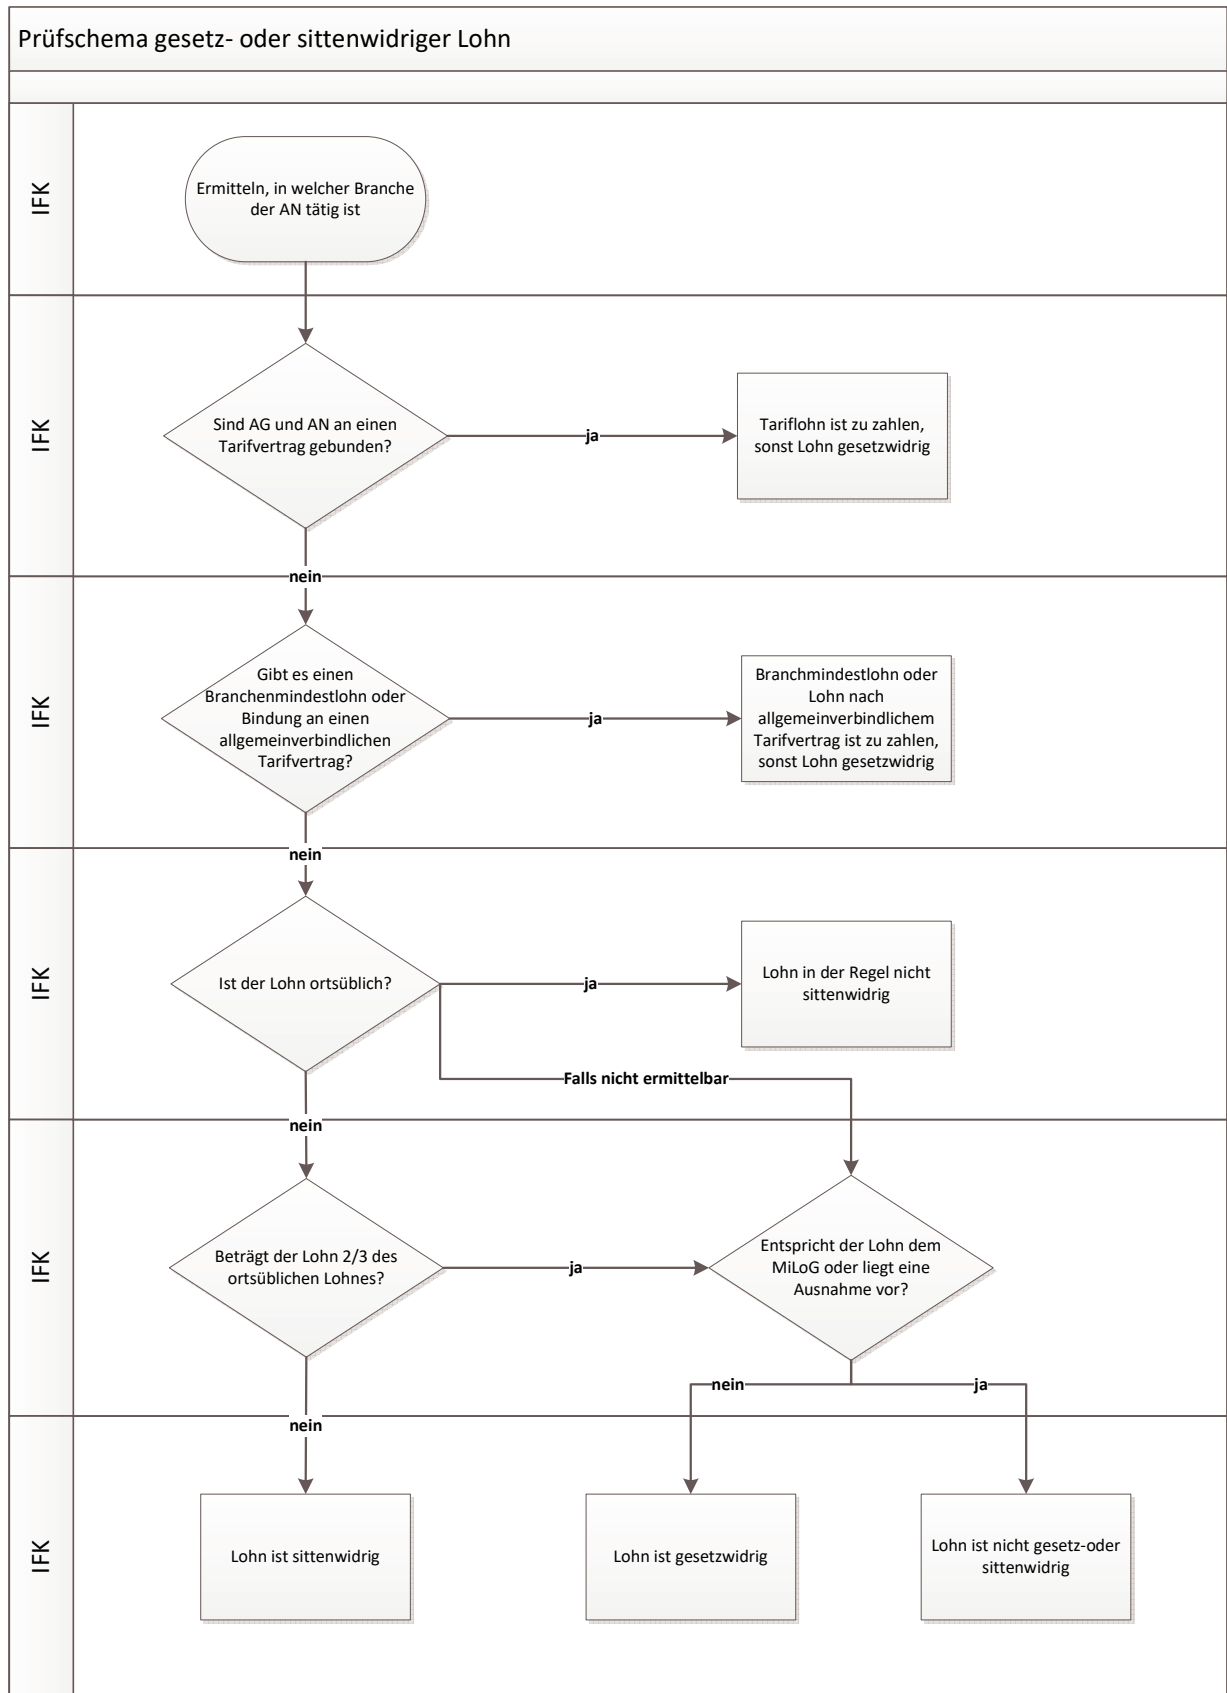 Prüfschema gesetz- oder sittenwidriger Lohn
IFK
Ermitteln, in welcher Branche
der AN tätig ist
IFK
Sind AG und AN an einen
Tarifvertrag gebunden?
ja
Tariflohn ist zu zahlen,
sonst Lohn gesetzwidrig
nein
IFK
Gibt es einen
Branchenmindestlohn oder
Bindung an einen
allgemeinverbindlichen
Tarifvertrag?
ja
Branchmindestlohn oder
Lohn nach
allgemeinverbindlichem
Tarifvertrag ist zu zahlen,
sonst Lohn gesetzwidrig
nein
IFK
Ist der Lohn ortsüblich?
ja
Lohn in der Regel nicht
sittenwidrig
Falls nicht ermittelbar
nein
IFK
Beträgt der Lohn 2/3 des
ortsüblichen Lohnes?
ja
Entspricht der Lohn dem
MiLoG oder liegt eine
Ausnahme vor?
nein
ja
nein
IFK
Lohn ist sittenwidrig
Lohn ist gesetzwidrig
Lohn ist nicht gesetz-oder
sittenwidrig